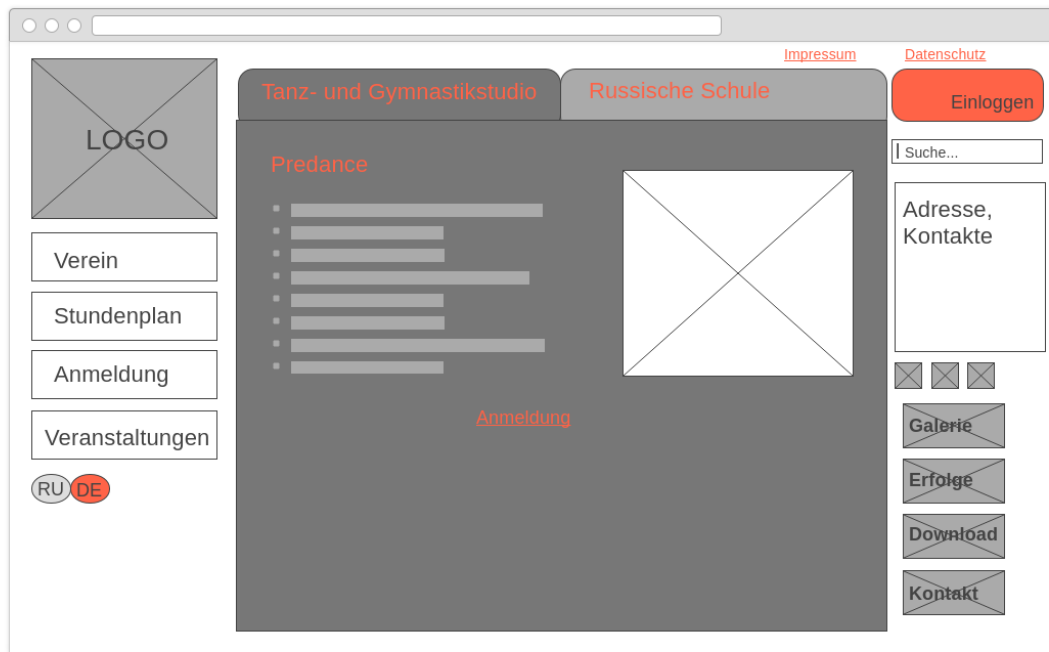 Impressum
Datenschutz
LOGO
Tanz- und Gymnastikstudio
Russische Schule
Einloggen
Suche...
Predance
Adresse,
Kontakte
Verein
Stundenplan
Anmeldung
Veranstaltungen
RU
DE
Anmeldung
Galerie
Erfolge
Download
Kontakt